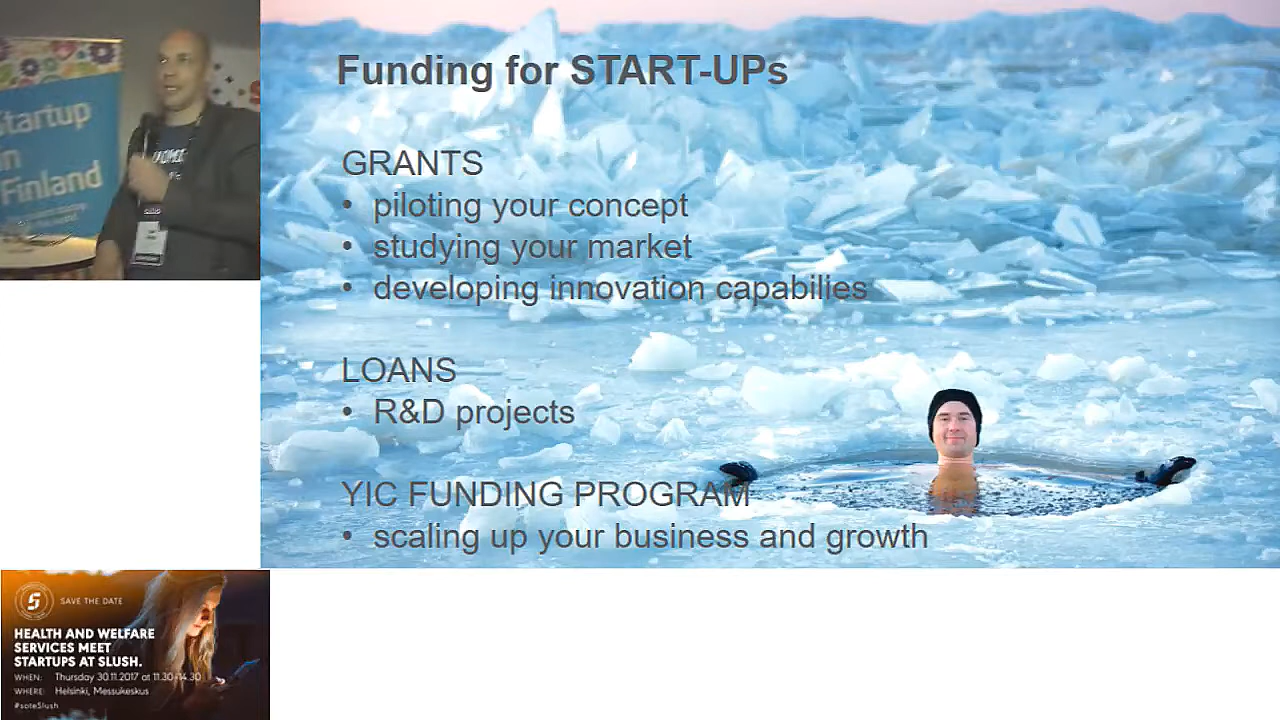 Startup
in
Finland
Funding for START-UPs
GRANTS
• piloting your concept
• studying your market
• developing innovation capabilies
LOANS
• R&D projects
YIC FUNDING PROGRAM
• scaling up your business and growth
SAVE THE DATE
HEALTH AND WELFARE
SERVICES MEET
STARTUPS AT SLUSH.
WHEN: Thursday 30.11.2017 at 11.30-14.30
WHERE: Helsinki, Messukeskus
#soteSlush